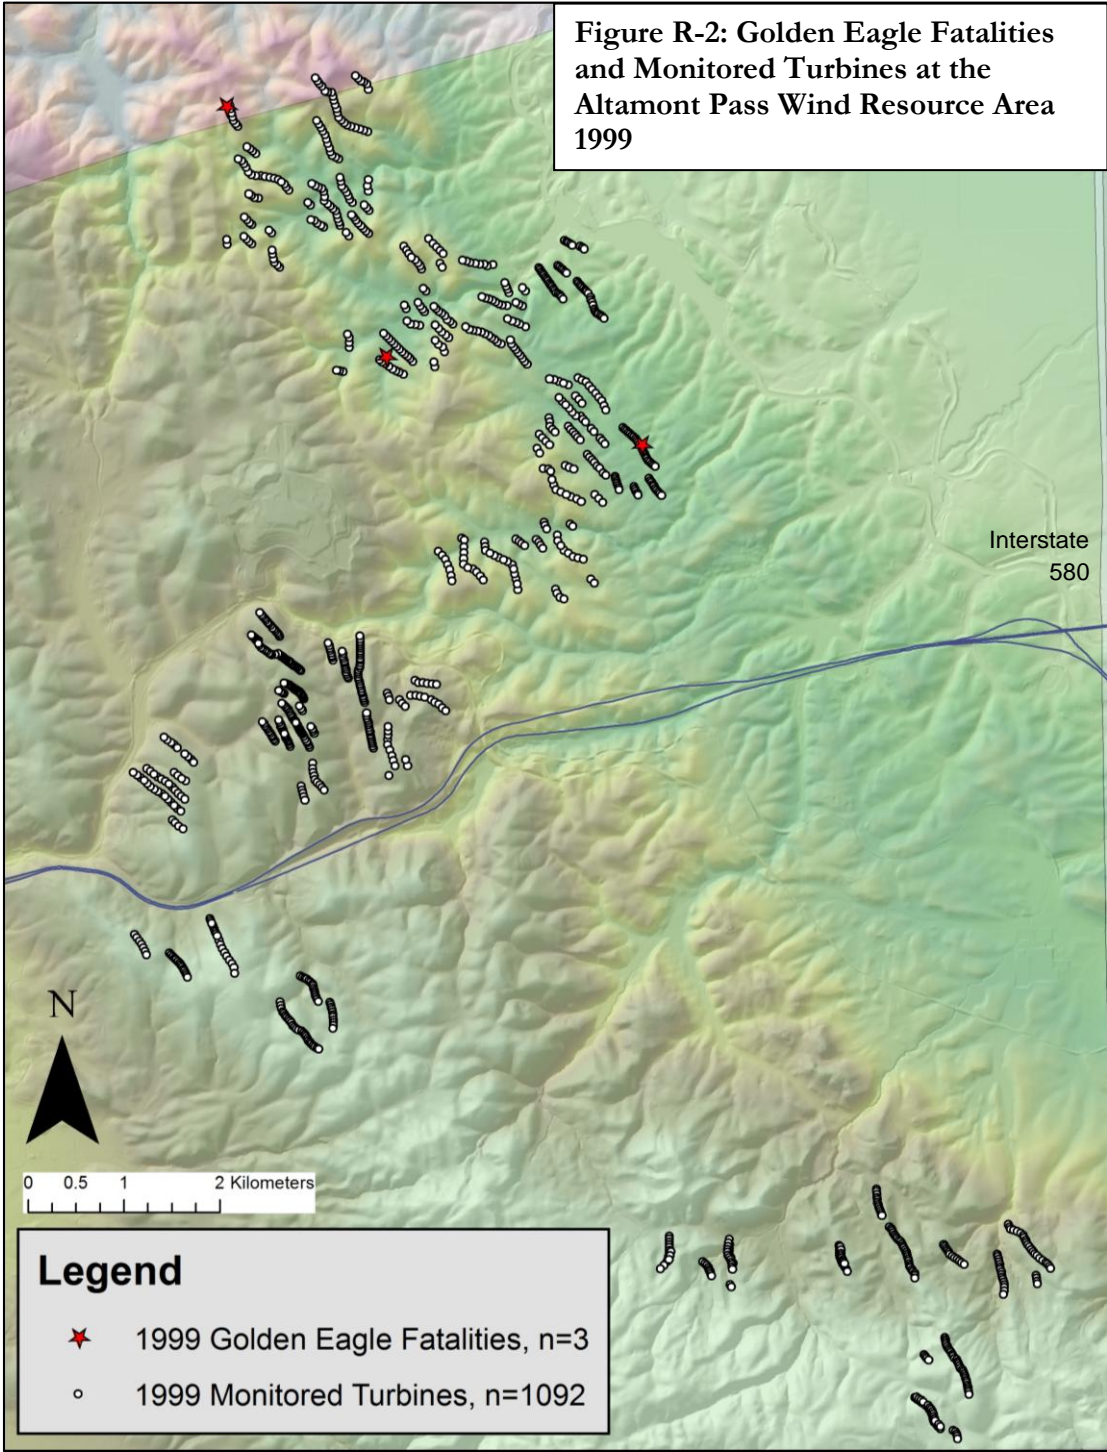 Figure R-2: Golden Eagle Fatalities
and Monitored Turbines at the
Altamont Pass Wind Resource Area
1999
Interstate
580
N
0 0.5 1 2 Kilometers
Legend
1999 Golden Eagle Fatalities, n=3
1999 Monitored Turbines, n=1092